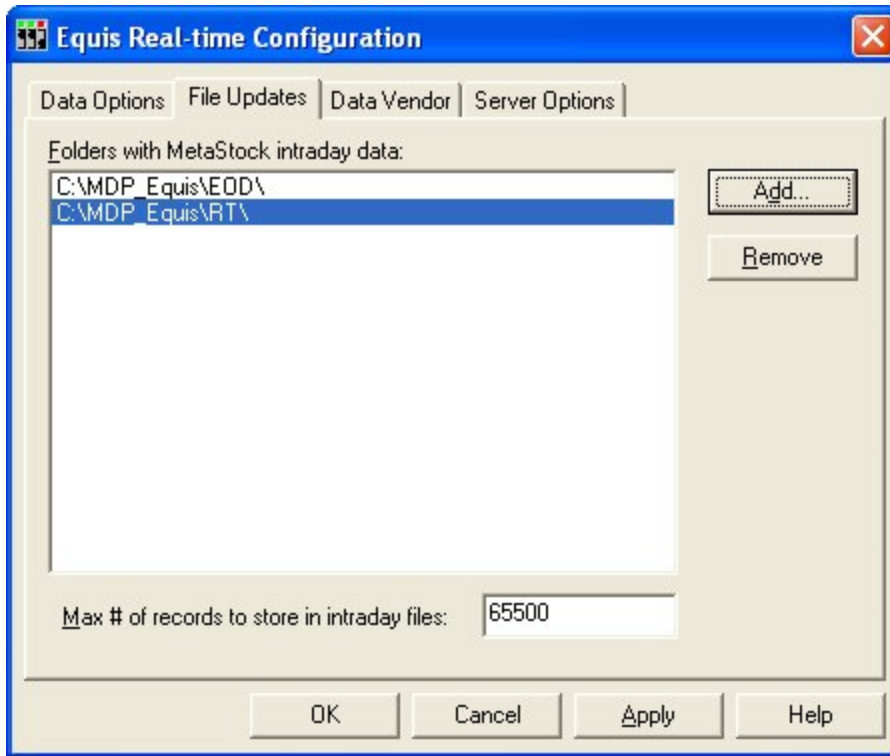 Equis Real-time Configuration
Data Options File Updates Data Vendor Server Options
Folders with MetaStock intraday data:
C:\MDP_Equis\EOD\
C:\MDP_Equis\RT\
Add...
Remove
Max # of records to store in intraday files: 65500
OK Cancel Apply Help